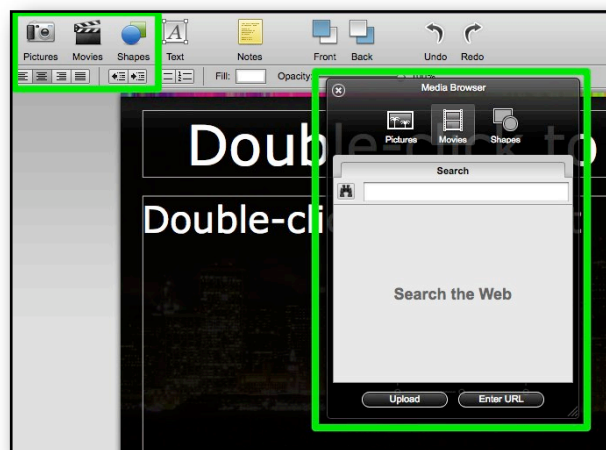 Pictures Movies Shapes Text Notes Front Back Undo Redo
Fill: Opacity: 100%
Media Browser
Pictures Movies Shapes
Double-click to
Search
Double-cli
Search the Web
Upload Enter URL